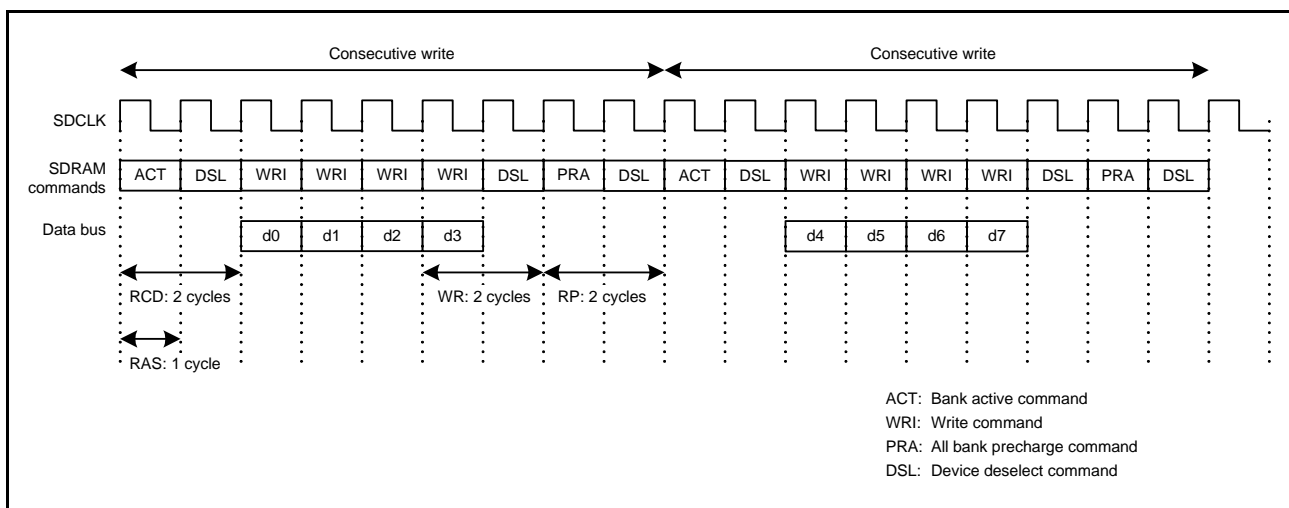 Consecutive write Consecutive write
SDCLK
SDRAM commands ACT DSL WRI WRI WRI WRI DSL PRA DSL ACT DSL WRI WRI WRI WRI DSL PRA DSL
Data bus d0 d1 d2 d3 d4 d5 d6 d7
RCD: 2 cycles WR: 2 cycles RP: 2 cycles
RAS: 1 cycle
ACT: Bank active command
WRI: Write command
PRA: All bank precharge command
DSL: Device deselect command